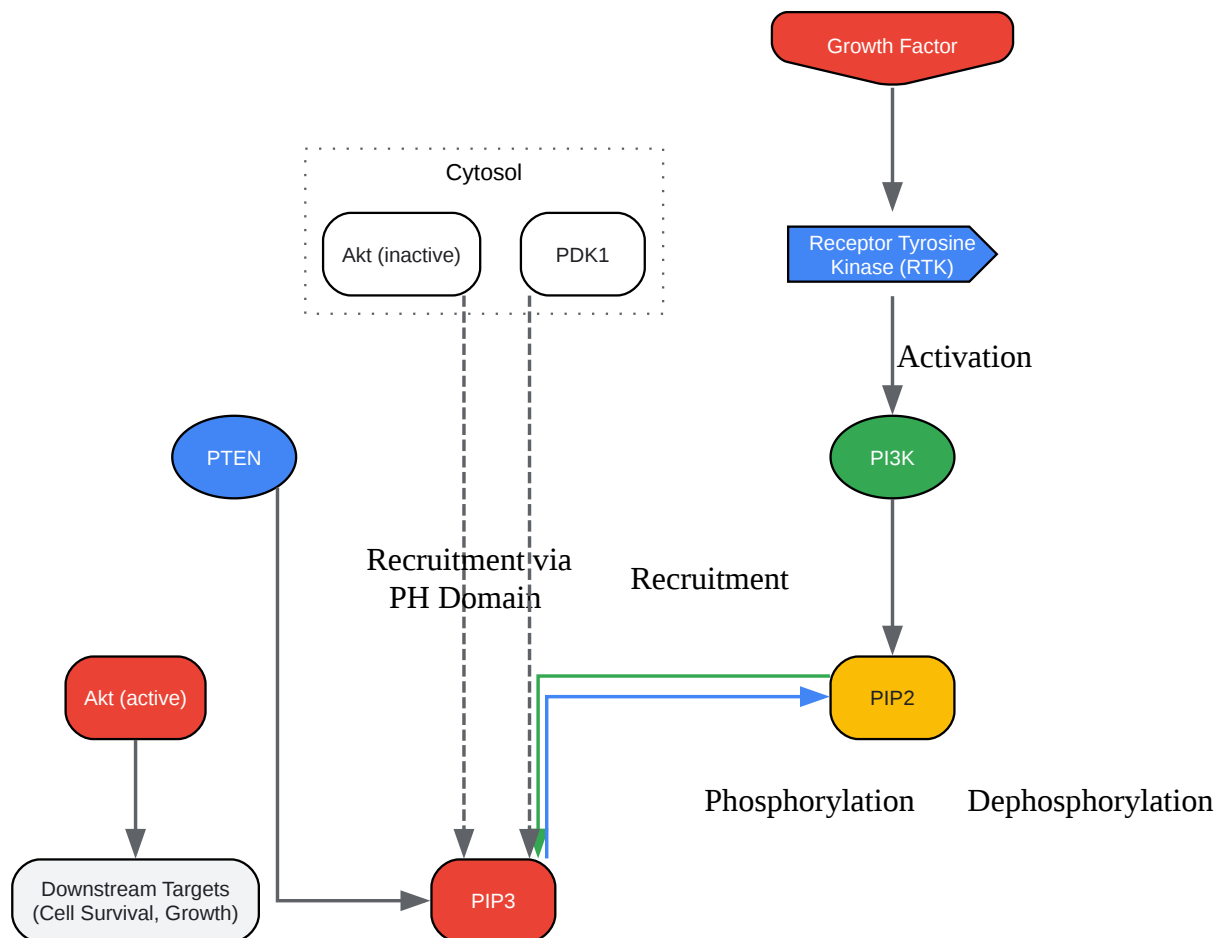 Growth Factor
Cytosol
Akt (inactive)
PDK1
Receptor Tyrosine
Kinase (RTK)
Activation
PTEN
PI3K
Recruitment via
PH Domain
Recruitment
Akt (active)
PIP2
Phosphorylation
Dephosphorylation
Downstream Targets
(Cell Survival, Growth)
PIP3